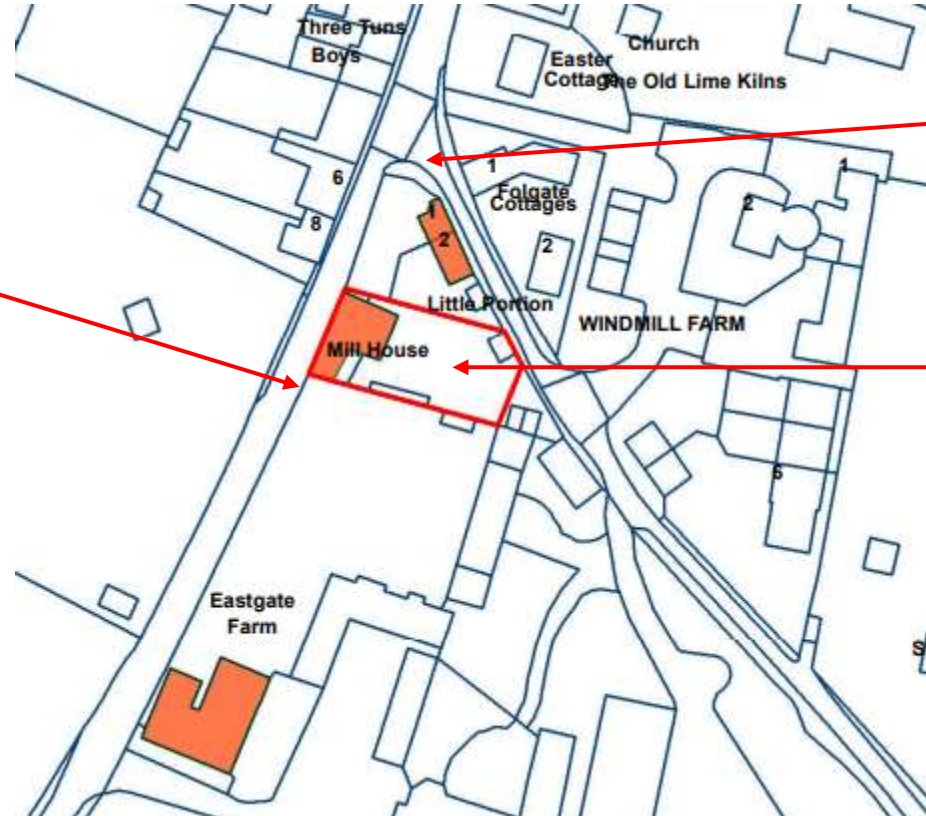 Three Tuns
Boys
Church
Easter
Cottage
The Old Lime Kilns
1
1
6
Folgate
Cottages
1
2
8
2
2
Little Portion
WINDMILL FARM
Mill House
6
Eastgate
Farm
S